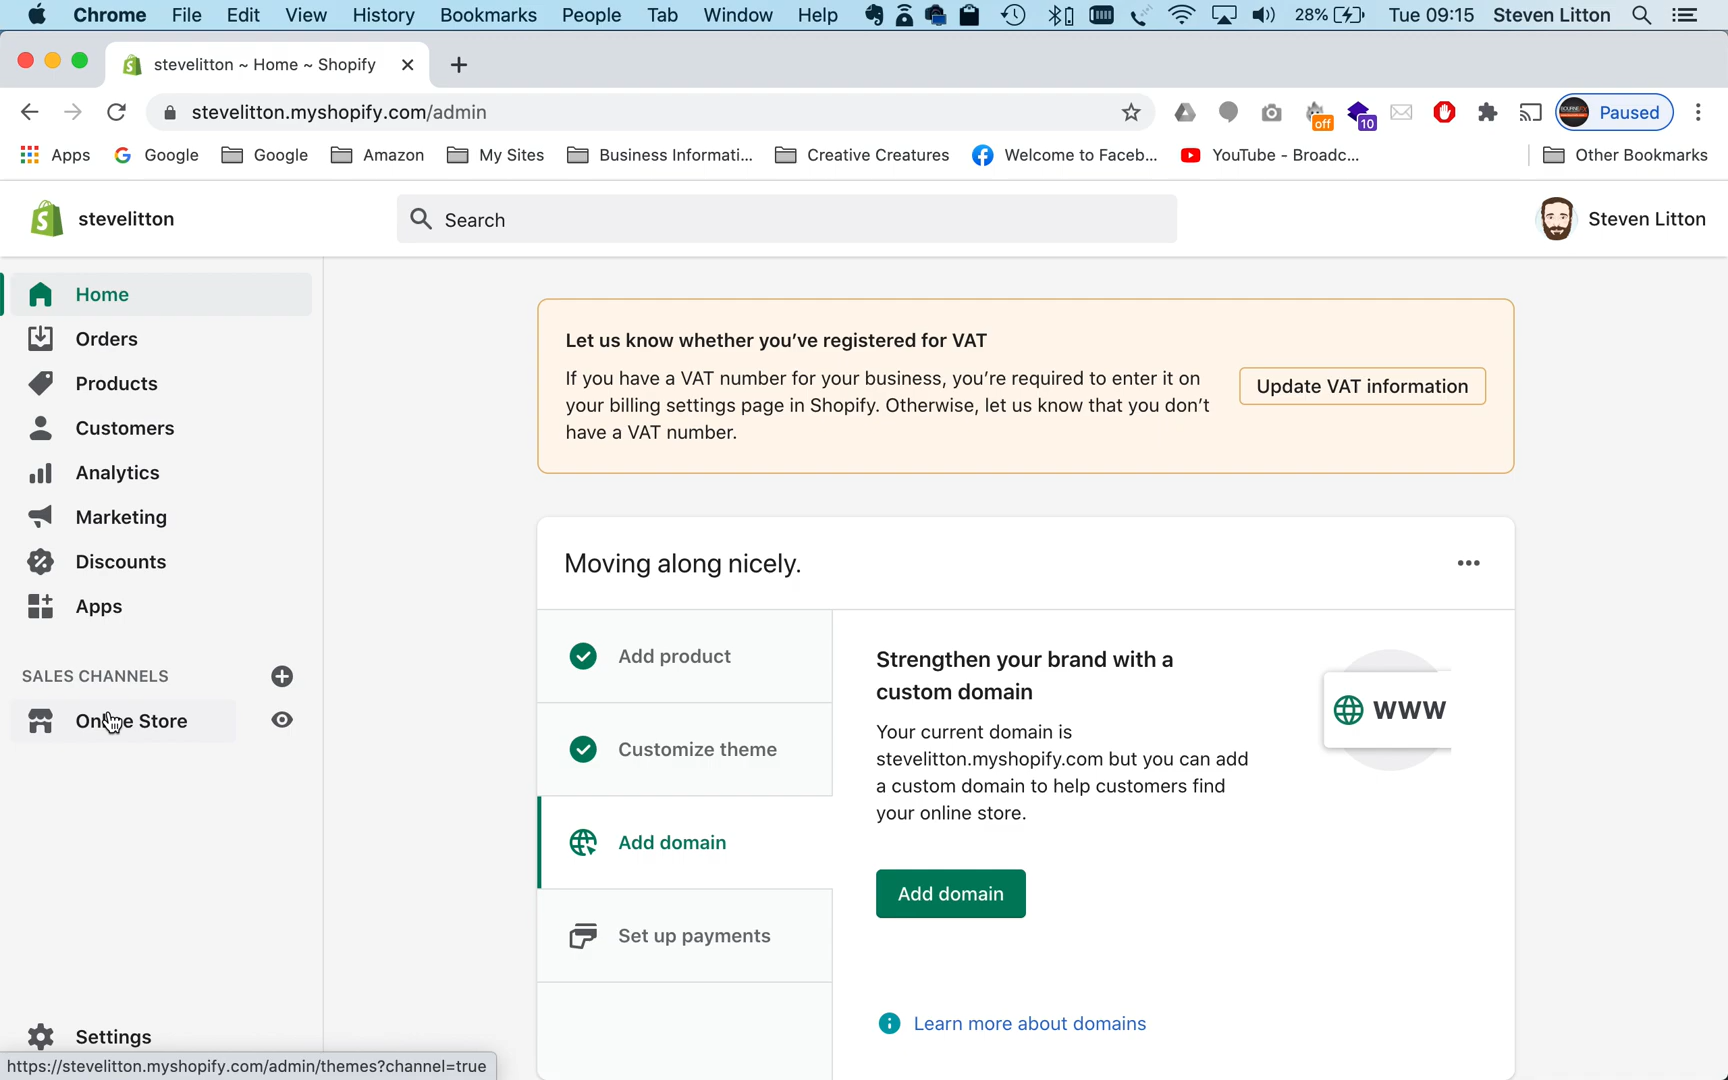 Chrome File Edit View History Bookmarks People Tab Window Help 28% Tue 09:15 Steven Litton
stevelitton ~ Home ~ Shopify
stevelitton.myshopify.com/admin
off 10 Paused
Apps Google Google Amazon My Sites Business Informati... Creative Creatures Welcome to Faceb... YouTube - Broadc... Other Bookmarks
stevelitton Search Steven Litton
Home
Orders
Products
Customers
Analytics
Marketing
Discounts
Apps
SALES CHANNELS
Online Store
Settings
https://stevelitton.myshopify.com/admin/themes?channel=true
Let us know whether you've registered for VAT
If you have a VAT number for your business, you're required to enter it on
your billing settings page in Shopify. Otherwise, let us know that you don't
have a VAT number.
Update VAT information
Moving along nicely.
Add product
Customize theme
Add domain
Set up payments
Strengthen your brand with a
custom domain
Your current domain is
stevelitton.myshopify.com but you can add
a custom domain to help customers find
your online store.
WWW
Add domain
Learn more about domains